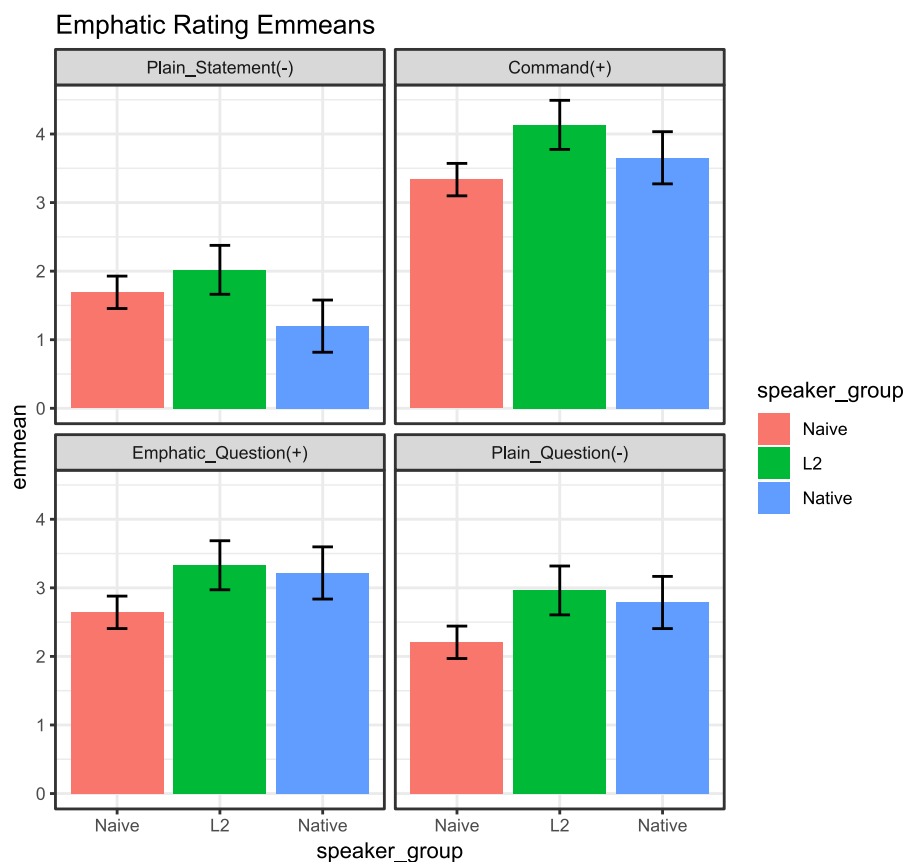 Emphatic Rating Emmeans
Plain_Statement(-)
Command(+)
4
3
2
1
0
Emphatic_Question(+)
Plain_Question(-)
4
3
2
1
0
emmean
Naive
L2
Native
Naive
L2
Native
speaker_group
speaker_group
Naive
L2
Native